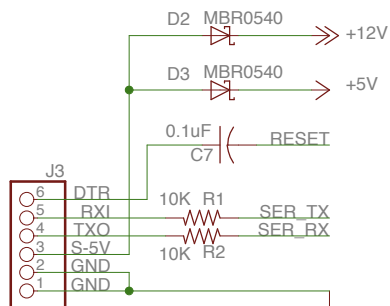 D2 MBR0540
+12V
D3 MBR0540
+5V
0.1uF
C7
RESET
J3
6 DTR
5 RXI
10K R1
SER_TX
4 TXO
SER_RX
10K R2
3 S-5V
2 GND
1 GND